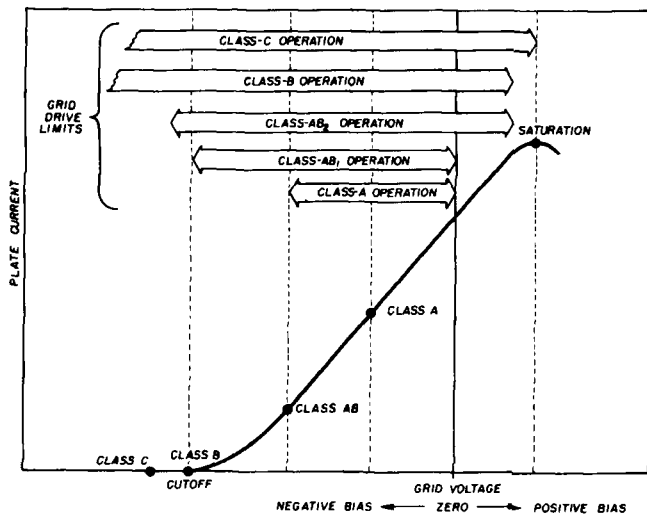 CLASS-C OPERATION
CLASS-B OPERATION
GRID
DRIVE
LIMITS
CLASS-AB₂ OPERATION
SATURATION
CLASS-AB₁ OPERATION
CLASS-A OPERATION
PLATE CURRENT
CLASS A
CLASS AB
CLASS C
CLASS B
CUTOFF
GRID VOLTAGE
NEGATIVE BIAS
ZERO
POSITIVE BIAS